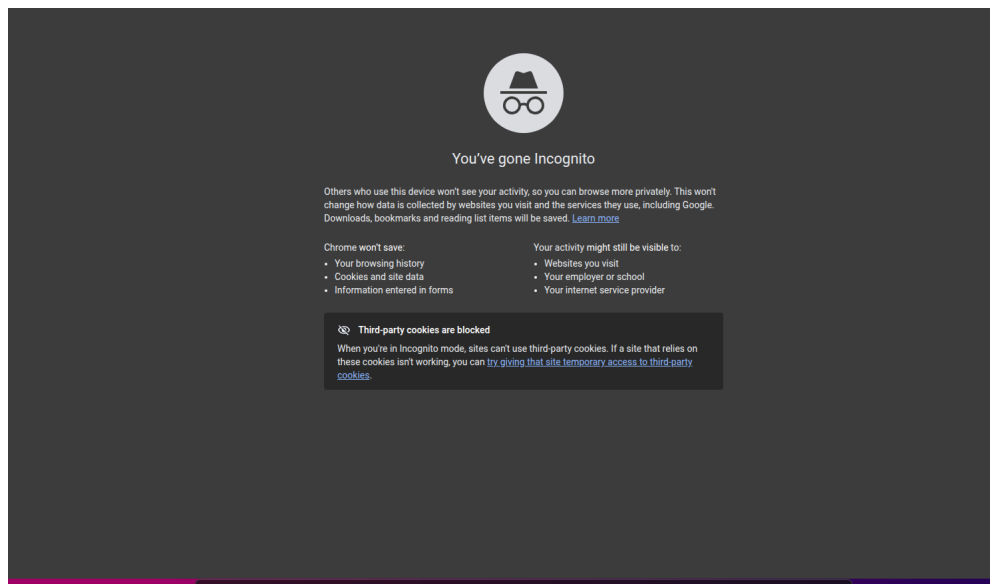 You've gone Incognito
Others who use this device won't see your activity, so you can browse more privately. This won't
change how data is collected by websites you visit and the services they use, including Google.
Downloads, bookmarks and reading list items will be saved. Learn more
Chrome won't save:
• Your browsing history
• Cookies and site data
• Information entered in forms
Your activity might still be visible to:
• Websites you visit
• Your employer or school
• Your internet service provider
Third-party cookies are blocked
When you're in Incognito mode, sites can't use third-party cookies. If a site that relies on
these cookies isn't working, you can try giving that site temporary access to third-party
cookies.